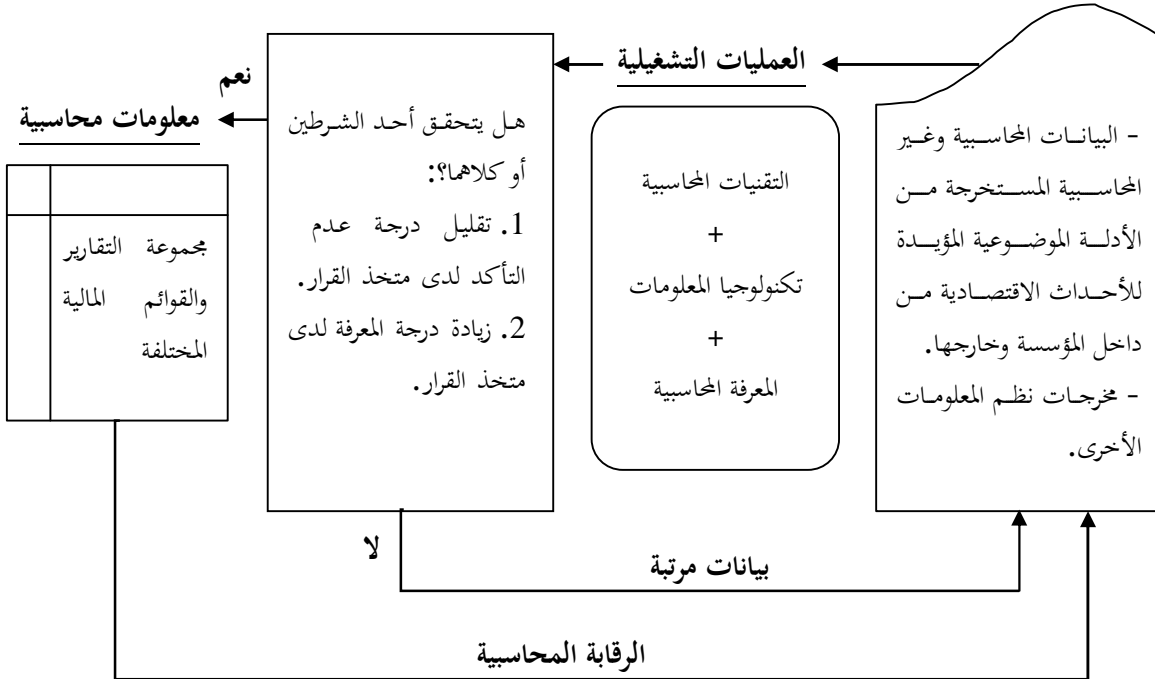 - البيانات المحاسبية وغير
المحاسبية المستخرجة من
الأدلة الموضوعية المؤيدة
للأحداث الاقتصادية من
داخل المؤسسة وخارجها.
- مخرجات نظم المعلومات
الأخرى.
العمليات التشغيلية
التقنيات المحاسبية
+
تكنولوجيا المعلومات
+
المعرفة المحاسبية
هل يتحقق أحد الشرطين
أو كلاهما؟:
1. تقليل درجة عدم
التأكد لدى متخذ القرار.
2. زيادة درجة المعرفة لدى
متخذ القرار.
نعم
معلومات محاسبية
مجموعة التقارير
والقوائم المالية
المختلفة
لا
بيانات مرتبة
الرقابة المحاسبية